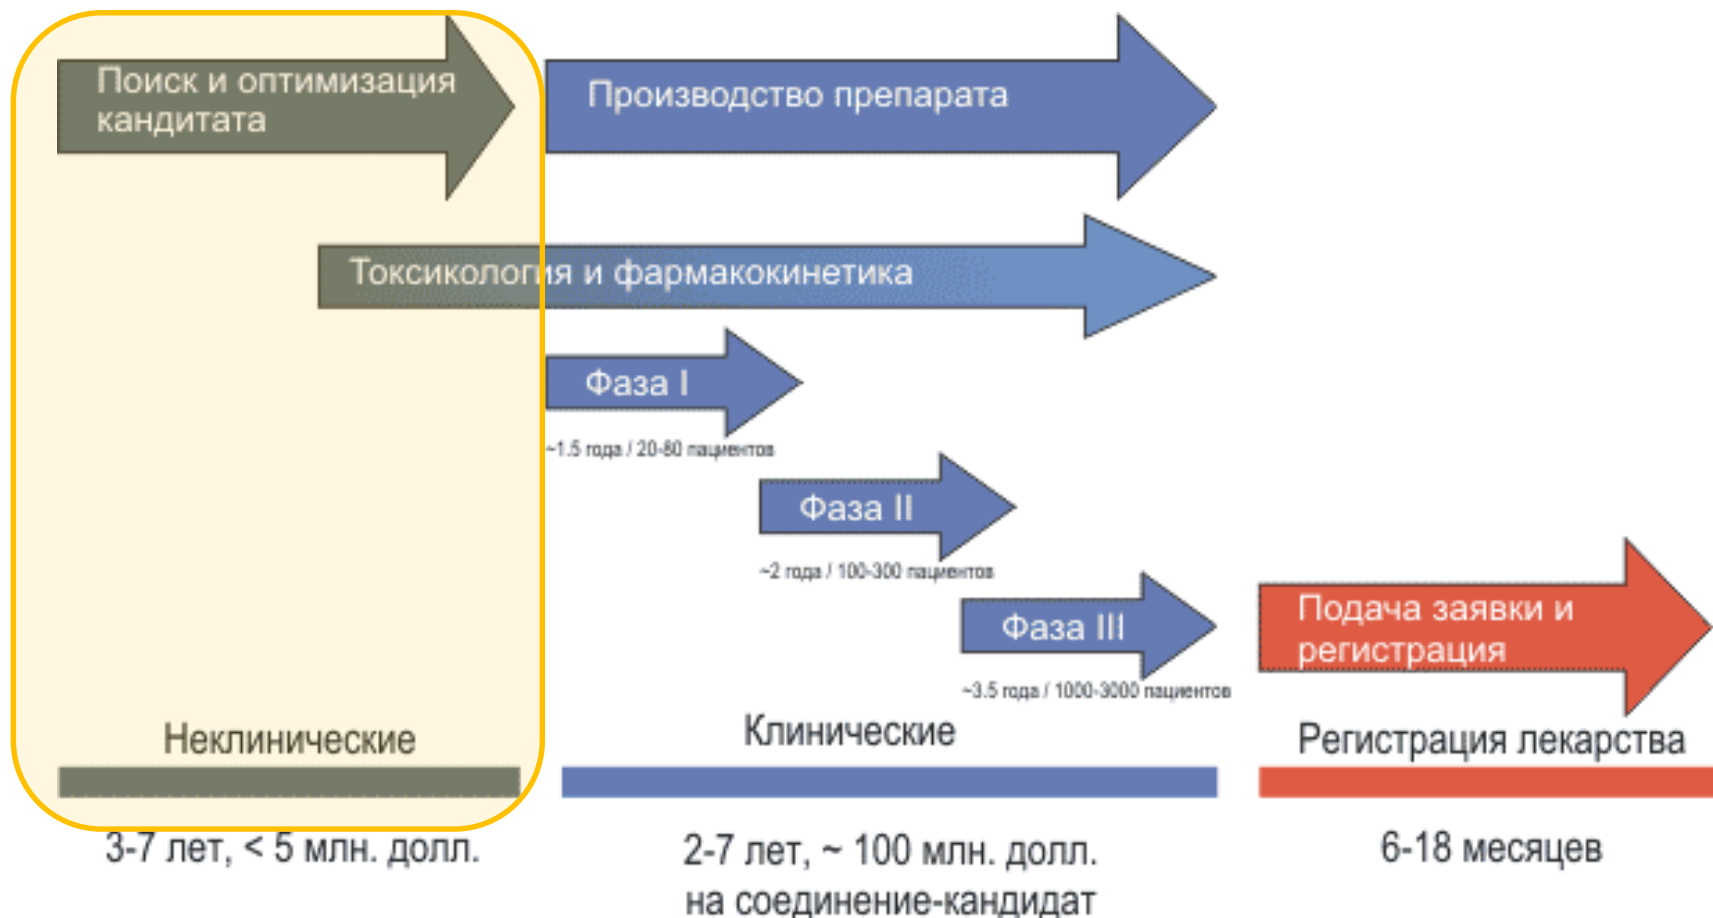 Поиск и оптимизация
кандитата
Производство препарата
Токсикология и фармакокинетика
Фаза I
~1.5 года / 20-80 пациентов
Фаза II
~2 года / 100-300 пациентов
Фаза III
~3.5 года / 1000-3000 пациентов
Подача заявки и
регистрация
Неклинические
Клинические
Регистрация лекарства
3-7 лет, < 5 млн. долл.
2-7 лет, ~ 100 млн. долл.
на соединение-кандидат
6-18 месяцев